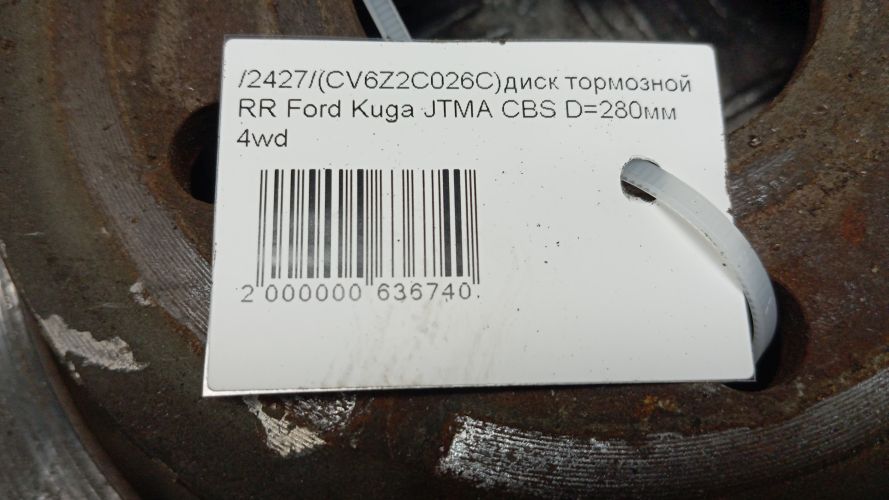 /2427/(CV6Z2C026C)диск тормозной
RR Ford Kuga JTMA CBS D=280мм
4wd
2 000000 636740